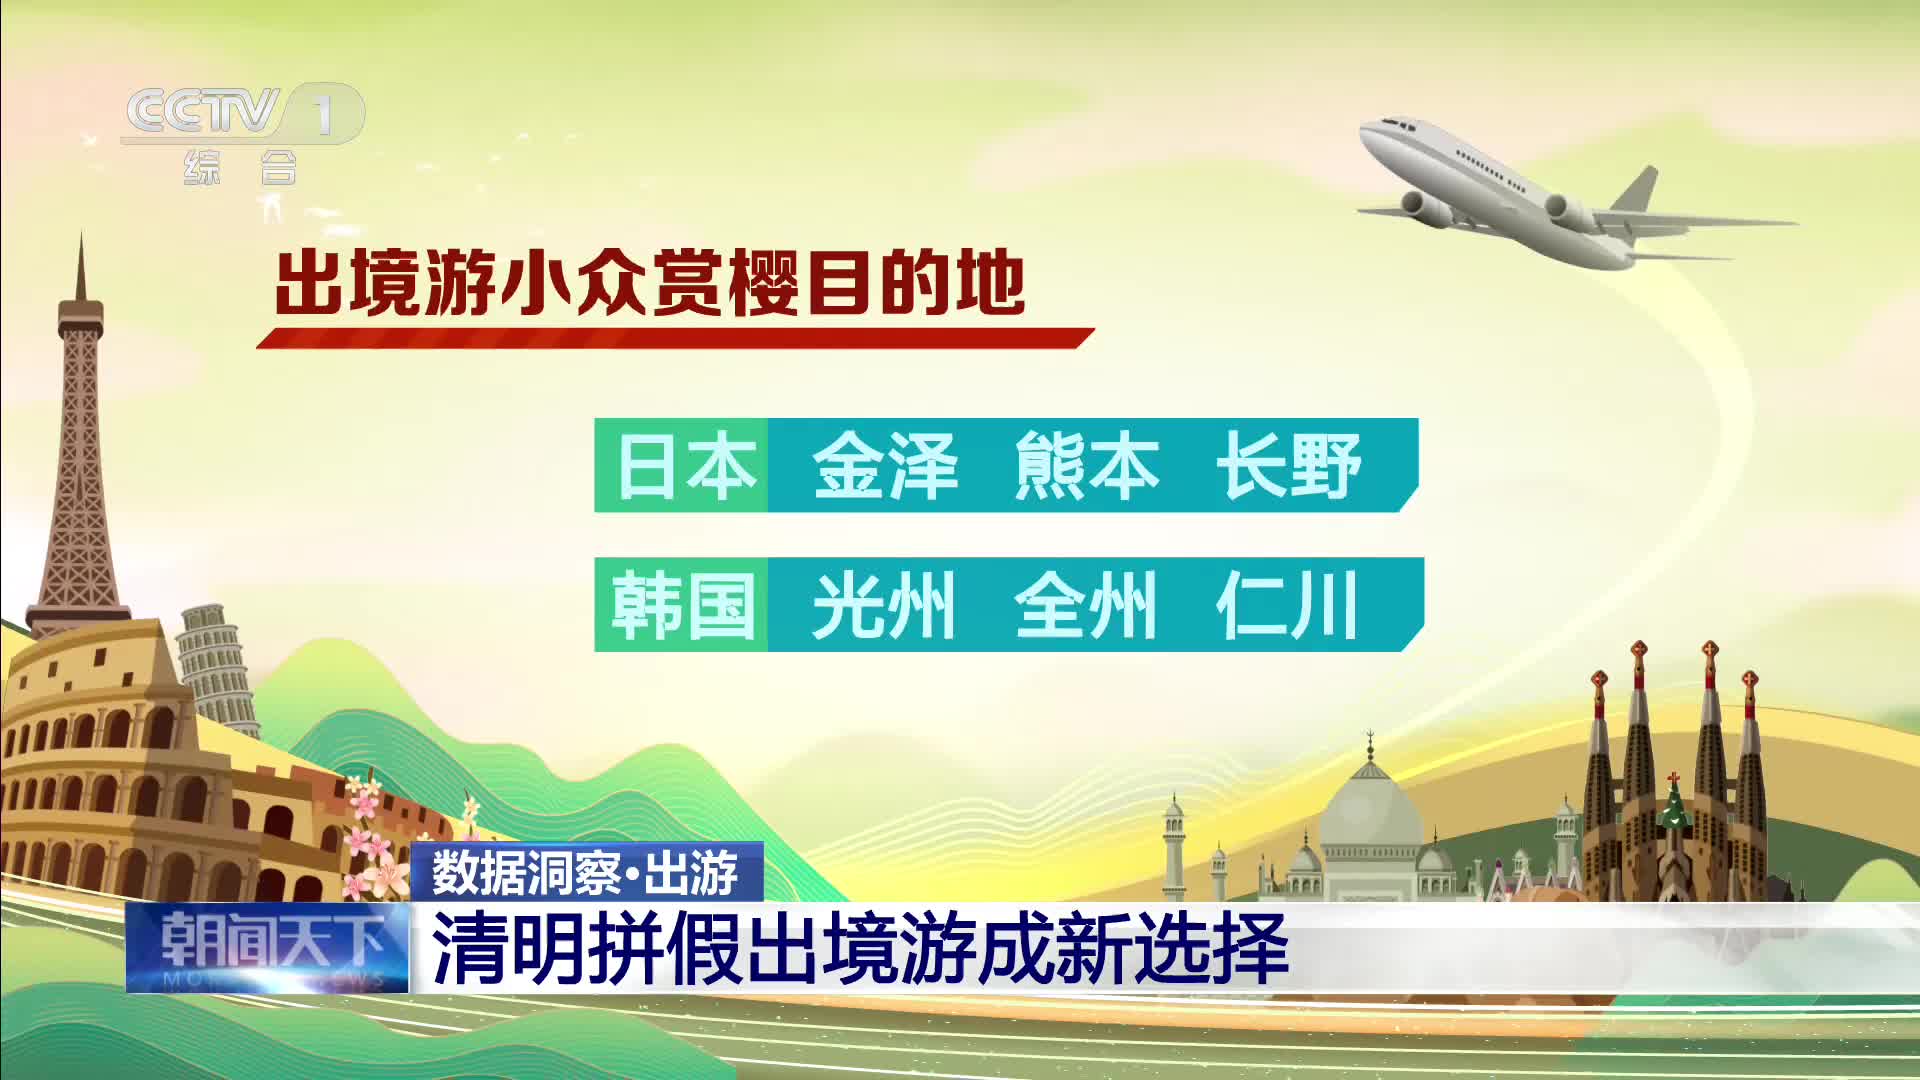 CCTV 1
综合
出境游小众赏樱目的地
日本 金泽 熊本 长野
韩国 光州 全州 仁川
数据洞察·出游
朝闻天下
清明拼假出境游成新选择